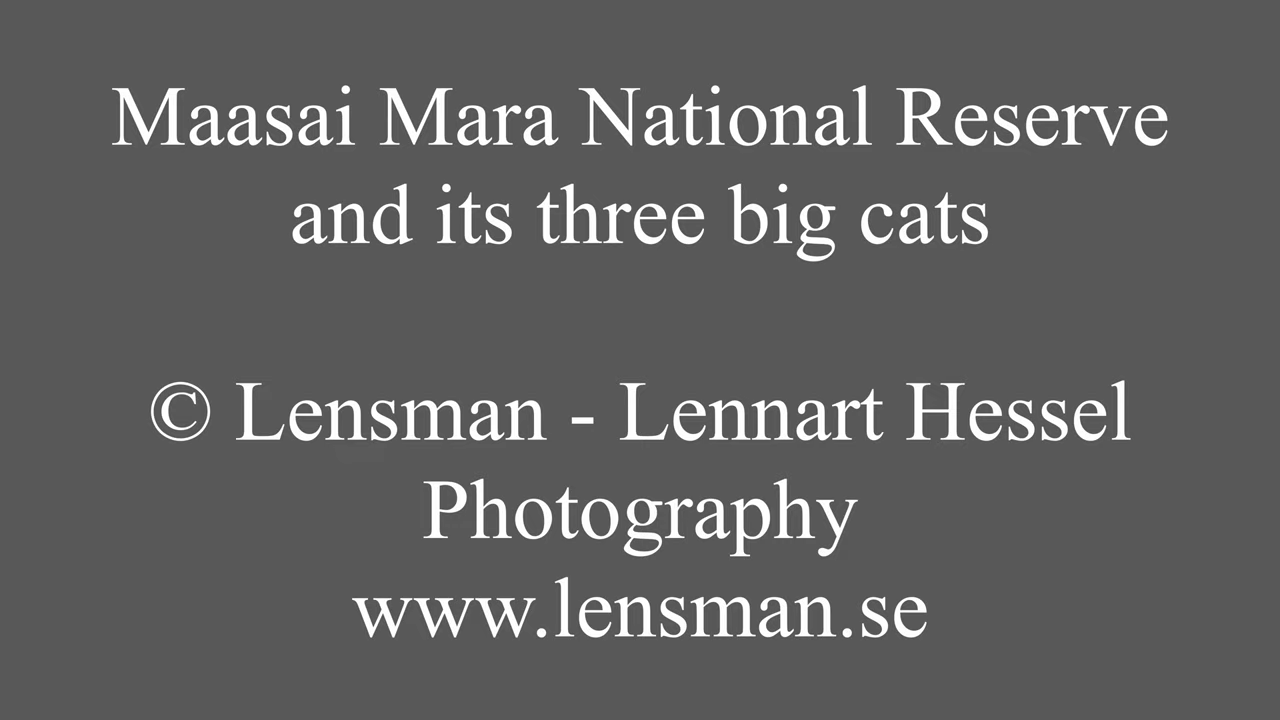 Maasai Mara National Reserve
and its three big cats
© Lensman - Lennart Hessel
Photography
www.lensman.se